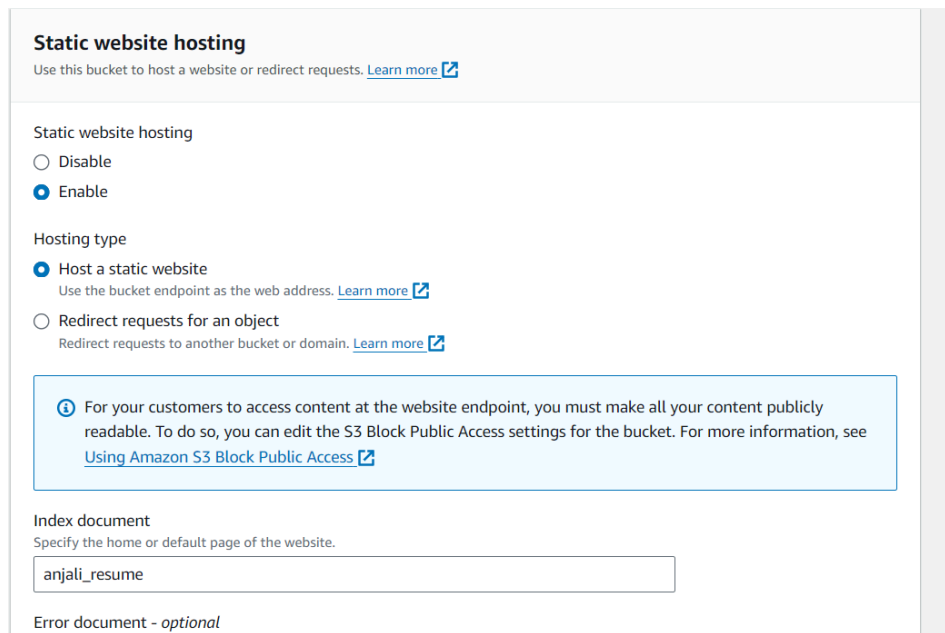 Static website hosting
Use this bucket to host a website or redirect requests. Learn more
Static website hosting
Disable
Enable
Hosting type
Host a static website
Use the bucket endpoint as the web address. Learn more
Redirect requests for an object
Redirect requests to another bucket or domain. Learn more
For your customers to access content at the website endpoint, you must make all your content publicly
readable. To do so, you can edit the S3 Block Public Access settings for the bucket. For more information, see
Using Amazon S3 Block Public Access
Index document
Specify the home or default page of the website.
anjali_resume
Error document - optional